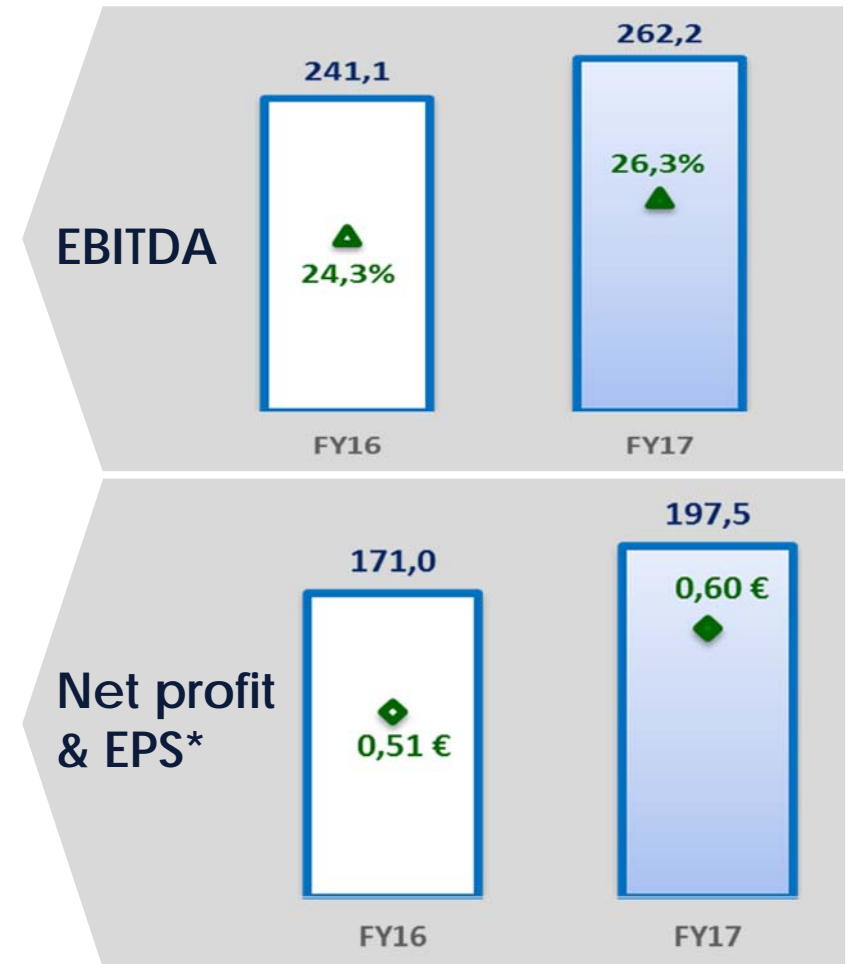 262,2
241,1
26,3%
EBITDA
24,3%
FY16 FY17
197,5
171,0
0,60 €
Net profit
& EPS*
0,51 €
FY16 FY17